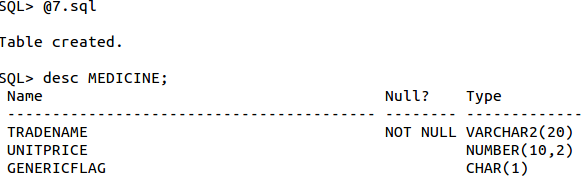 SQL> @7.sql
Table created.
SQL> desc MEDICINE;
Name Null? Type
----------------------------------------- -------- -------------
TRADENAME NOT NULL VARCHAR2(20)
UNITPRICE NUMBER(10,2)
GENERICFLAG CHAR(1)